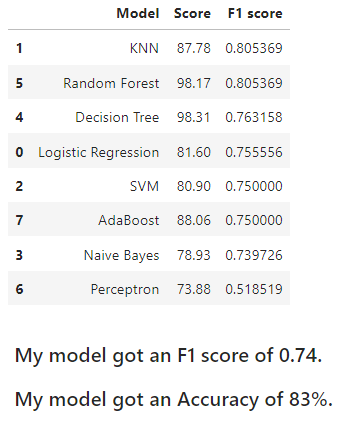 Model Score F1 score
1 KNN 87.78 0.805369
5 Random Forest 98.17 0.805369
4 Decision Tree 98.31 0.763158
0 Logistic Regression 81.60 0.755556
2 SVM 80.90 0.750000
7 AdaBoost 88.06 0.750000
3 Naive Bayes 78.93 0.739726
6 Perceptron 73.88 0.518519
My model got an F1 score of 0.74.
My model got an Accuracy of 83%.